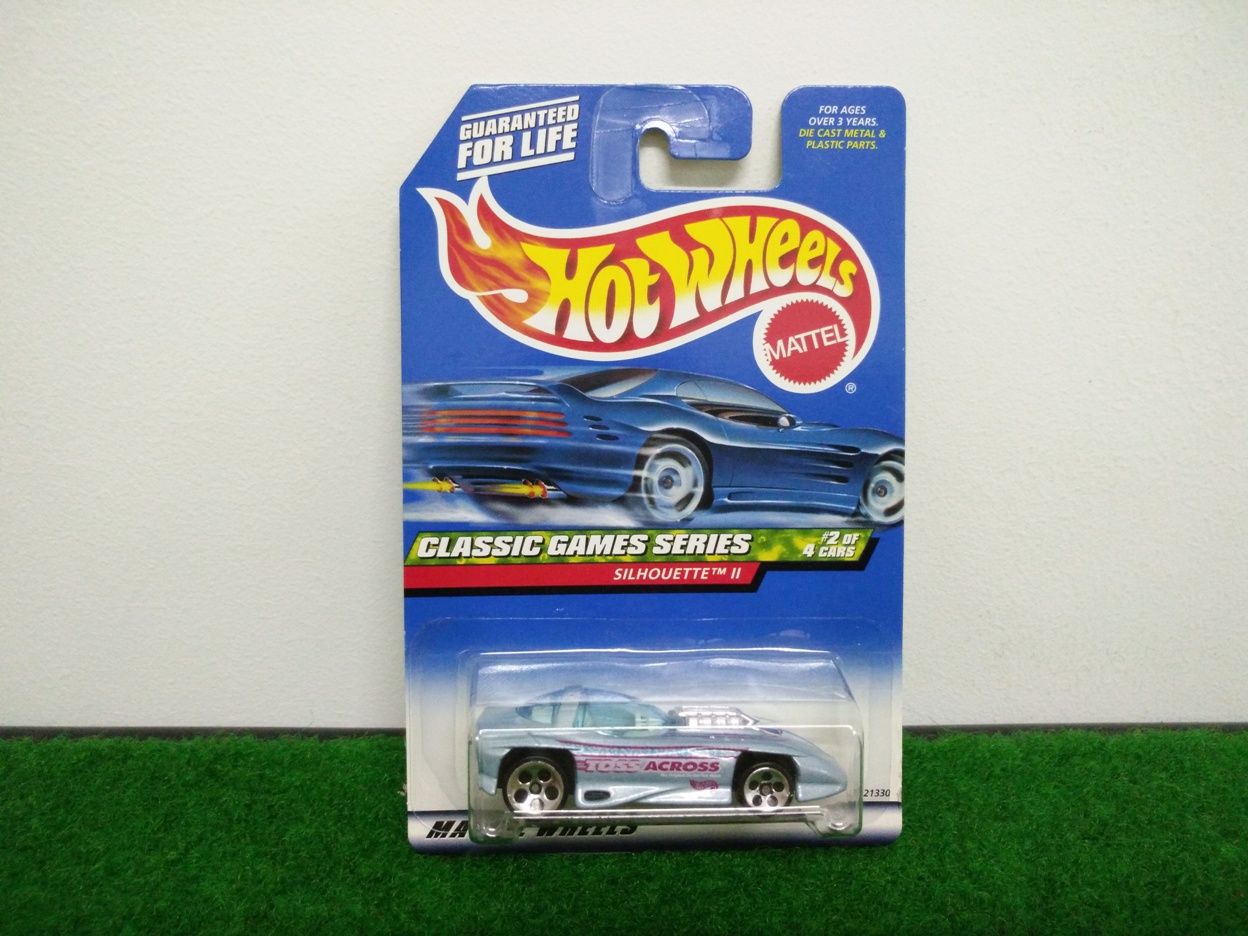 GUARANTEED
FOR LIFE
FOR AGES
OVER 3 YEARS.
DIE CAST METAL &
PLASTIC PARTS.
HOT WHEELS
MATTEL
®
CLASSIC GAMES SERIES
#2 OF
4 CARS
SILHOUETTE™ II
TOSS ACROSS
21330
WHEELS